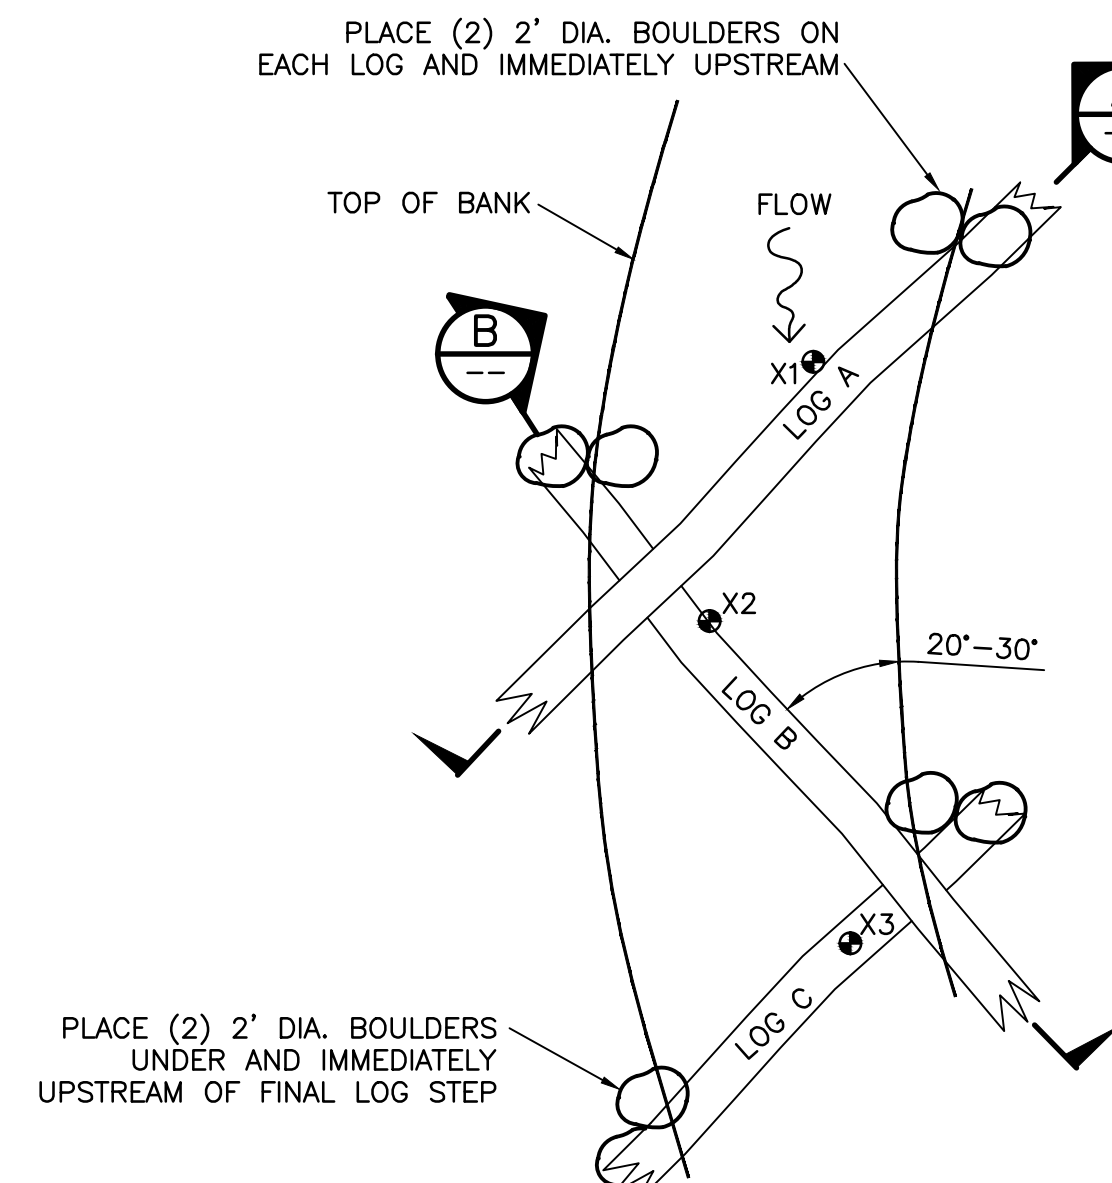 PLACE (2) 2' DIA. BOULDERS ON
EACH LOG AND IMMEDIATELY UPSTREAM
TOP OF BANK
FLOW
B
--
X1
LOG A
X2
20°-30°
LOG B
X3
LOG C
PLACE (2) 2' DIA. BOULDERS
UNDER AND IMMEDIATELY
UPSTREAM OF FINAL LOG STEP